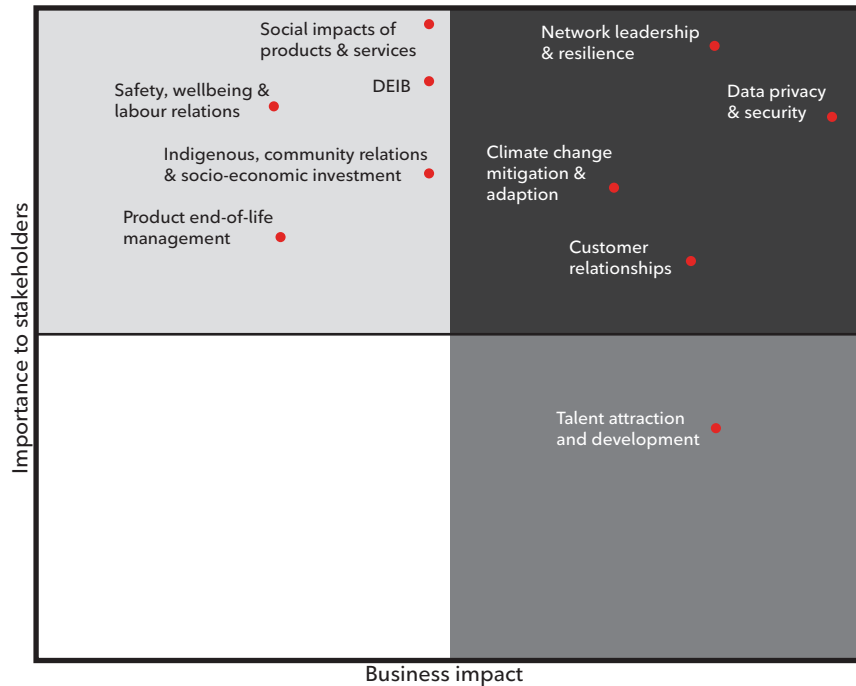 Social impacts of
products & services
Network leadership
& resilience
Safety, wellbeing &
labour relations
DEIB
Data privacy
& security
Indigenous, community relations
& socio-economic investment
Climate change
mitigation &
adaption
Product end-of-life
management
Customer
relationships
Importance to stakeholders
Talent attraction
and development
Business impact